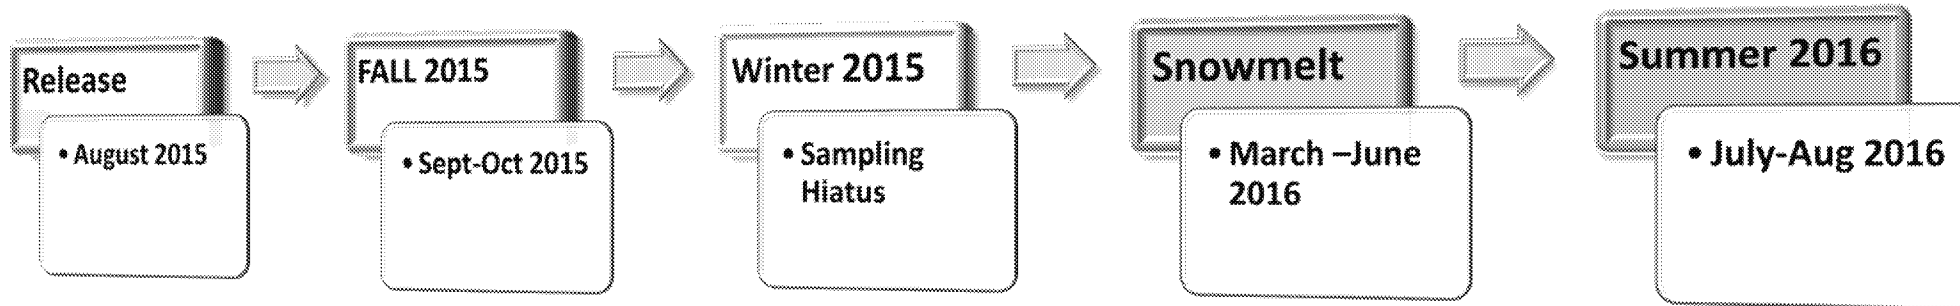 Release
• August 2015
FALL 2015
• Sept-Oct 2015
Winter 2015
• Sampling
Hiatus
Snowmelt
• March –June
2016
Summer 2016
• July-Aug 2016